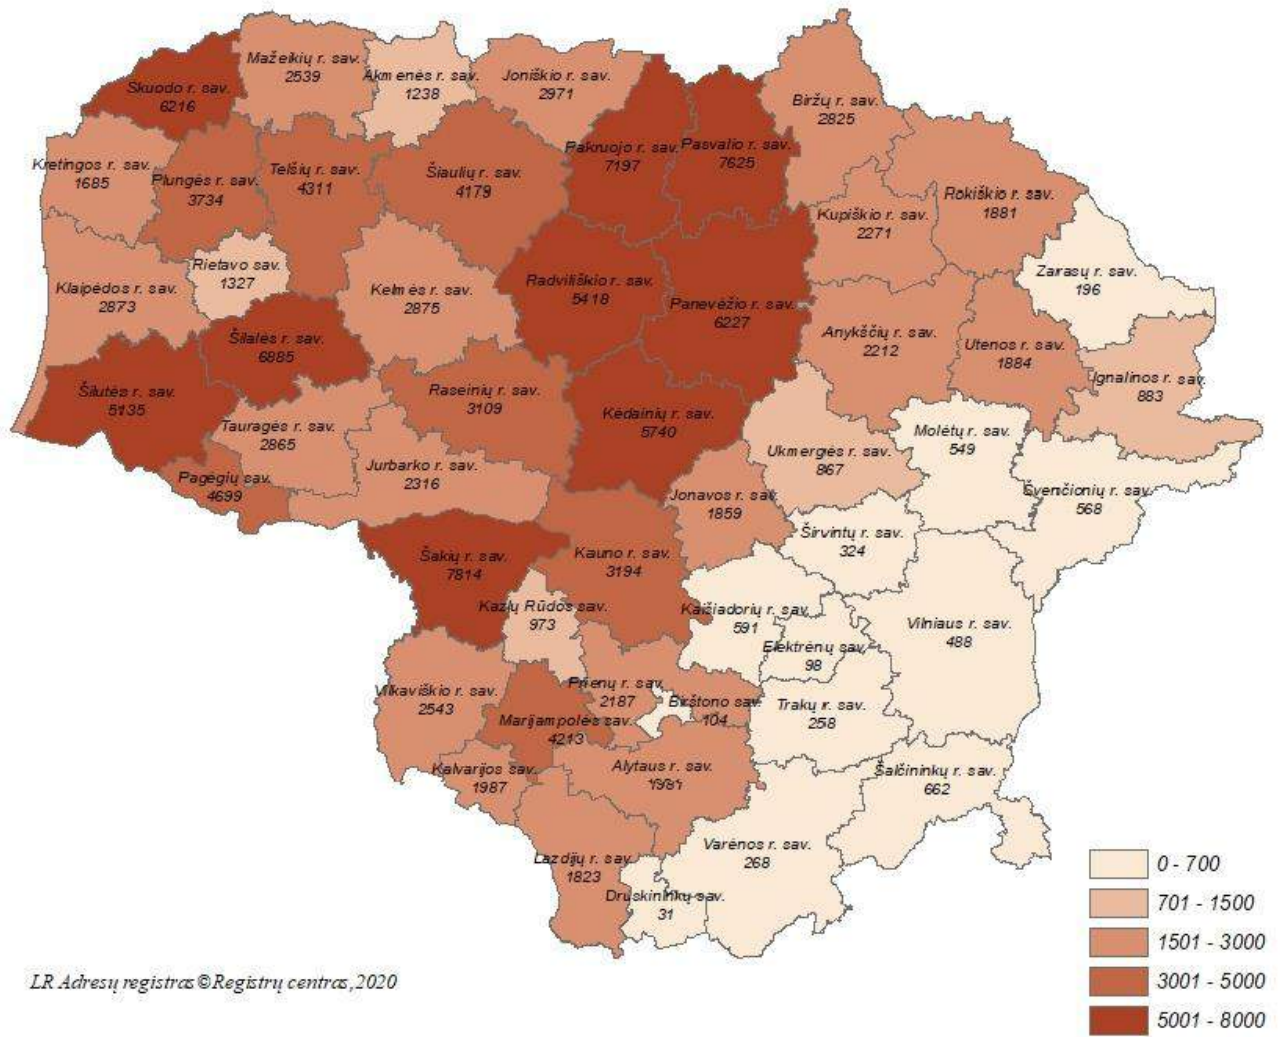 Mažeikių r. sav.
2539
Akmenės r. sav.
1238
Joniškio r. sav.
2971
Skuodo r. sav.
6216
Biržų r. sav.
2825
Pakruojo r. sav.
7197
Pasvalio r. sav.
7625
Kretingos r. sav.
1685
Plungės r. sav.
3734
Telšių r. sav.
4311
Šiaulių r. sav.
4179
Rokiškio r. sav.
1881
Kupiškio r. sav.
2271
Rietavo sav.
1327
Klaipėdos r. sav.
2873
Kelmės r. sav.
2875
Radviliškio r. sav.
5418
Panevėžio r. sav.
6227
Zarasų r. sav.
196
Anykščių r. sav.
2212
Utenos r. sav.
1884
Ignalinos r. sav.
883
Šilalės r. sav.
6885
Šilutės r. sav.
5135
Raseinių r. sav.
3109
Kėdainių r. sav.
5740
Tauragės r. sav.
2865
Molėtų r. sav.
549
Ukmergės r. sav.
867
Jurbarko r. sav.
2316
Pagėgių sav.
4699
Jonavos r. sav.
1859
Švenčionių r. sav.
568
Širvintų r. sav.
324
Šakių r. sav.
7814
Kauno r. sav.
3194
Kazlų Rūdos sav.
973
Kaišiadorių r. sav.
591
Vilniaus r. sav.
488
Elektrėnų sav.
98
Vilkaviškio r. sav.
2543
Prienų r. sav.
2187
Birštono sav.
104
Trakų r. sav.
258
Marijampolės sav.
4213
Kalvarijos sav.
1987
Alytaus r. sav.
1981
Šalčininkų r. sav.
662
Varėnos r. sav.
268
Lazdijų r. sav.
1823
Druskininkų sav.
31
0 - 700
701 - 1500
1501 - 3000
3001 - 5000
5001 - 8000
LR Adresų registras©Registrų centras,2020